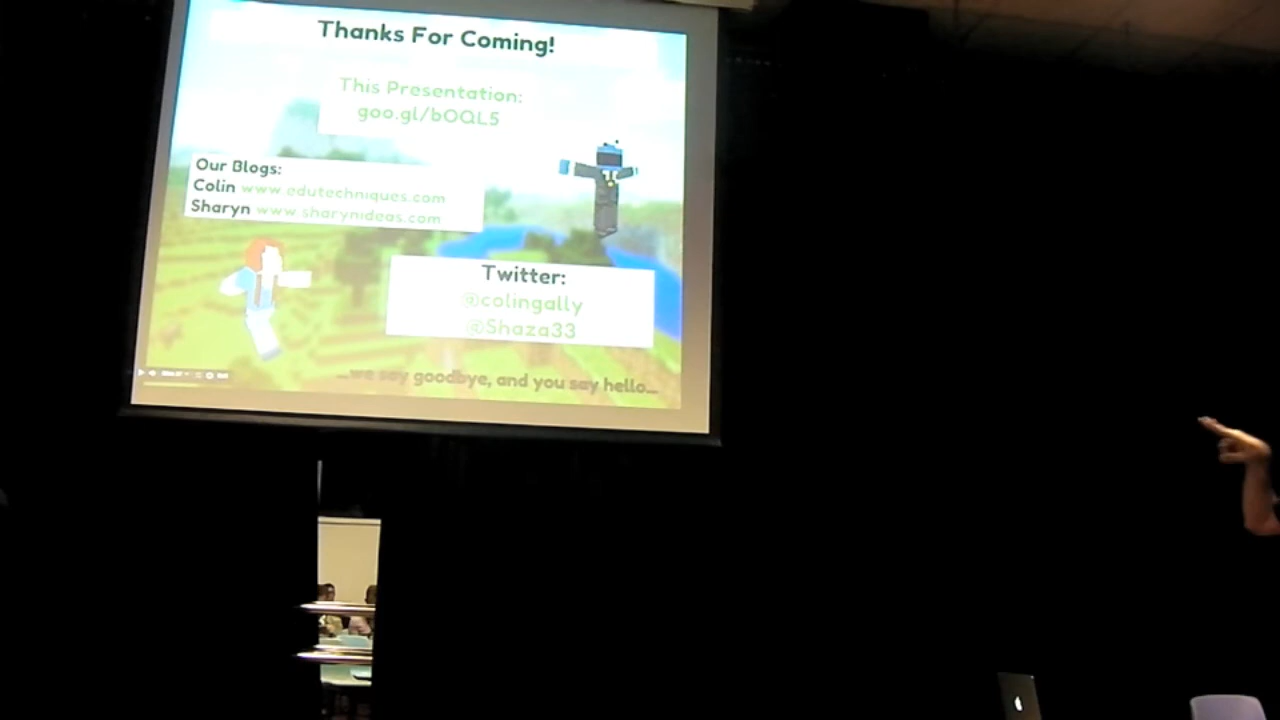 Thanks For Coming!
This Presentation:
goo.gl/bOQL5
Our Blogs:
Colin www.edutechniques.com
Sharyn www.sharynideas.com
Twitter:
@colingally
@Shaza33
...we say goodbye, and you say hello...